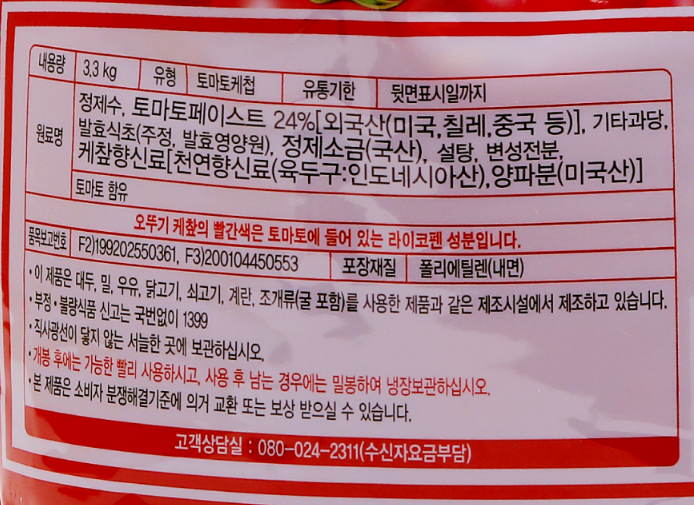 내용량 3,3 kg 유형 토마토케첩 유통기한 뒷면표시일까지
원료명 정제수, 토마토페이스트 24%[외국산(미국,칠레,중국 등)], 기타과당,
발효식초(주정, 발효영양원), 정제소금(국산), 설탕, 변성전분,
케찹향신료[천연향신료(육두구:인도네시아산),양파분(미국산)]
토마토 함유
오뚜기 케찹의 빨간색은 토마토에 들어 있는 라이코펜 성분입니다.
품목보고번호 F2)199202550361, F3)200104450553 포장재질 폴리에틸렌(내면)
• 이 제품은 대두, 밀, 우유, 닭고기, 쇠고기, 계란, 조개류(굴 포함)를 사용한 제품과 같은 제조시설에서 제조하고 있습니다.
• 부정•불량식품 신고는 국번없이 1399
• 직사광선이 닿지 않는 서늘한 곳에 보관하십시오.
• 개봉 후에는 가능한 빨리 사용하시고, 사용 후 남는 경우에는 밀봉하여 냉장보관하십시오.
• 본 제품은 소비자 분쟁해결기준에 의거 교환 또는 보상 받으실 수 있습니다.
고객상담실 : 080-024-2311(수신자요금부담)